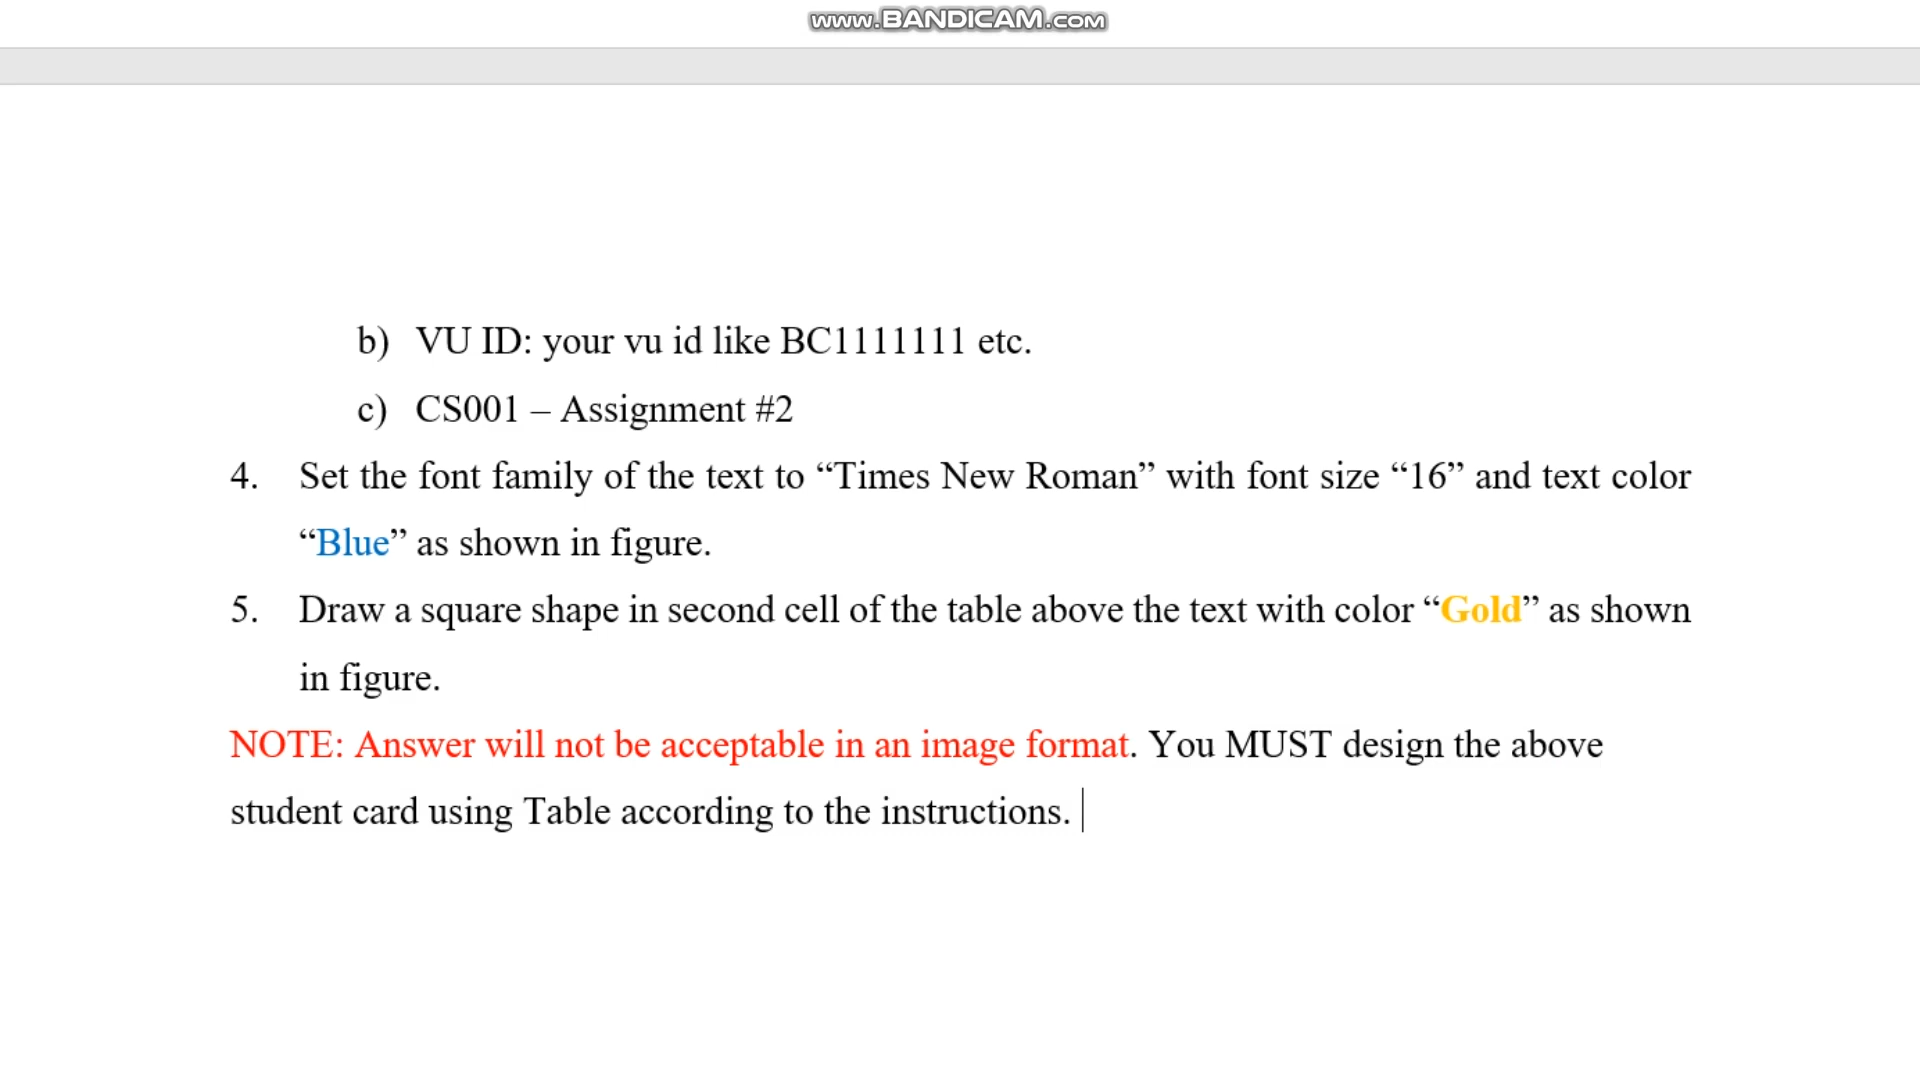 www.BANDICAM.com
b) VU ID: your vu id like BC1111111 etc.
c) CS001 – Assignment #2
4. Set the font family of the text to “Times New Roman” with font size “16” and text color
“Blue” as shown in figure.
5. Draw a square shape in second cell of the table above the text with color “Gold” as shown
in figure.
NOTE: Answer will not be acceptable in an image format. You MUST design the above
student card using Table according to the instructions.